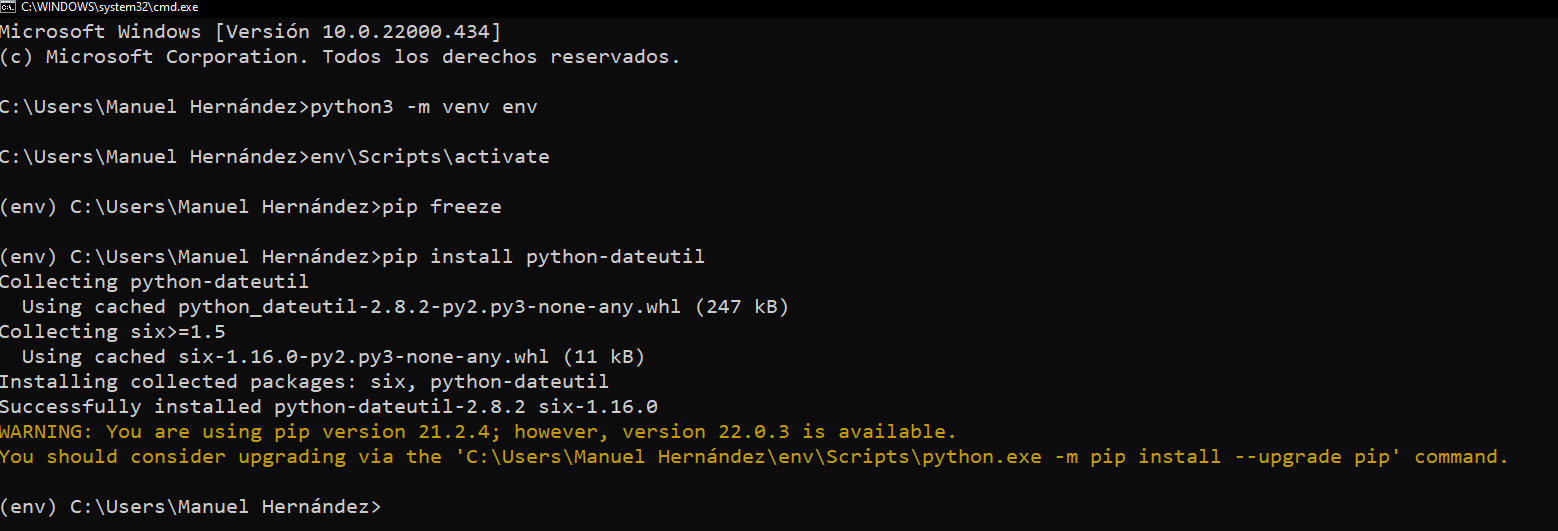 C:\WINDOWS\system32\cmd.exe
Microsoft Windows [Versión 10.0.22000.434]
(c) Microsoft Corporation. Todos los derechos reservados.
C:\Users\Manuel Hernández>python3 -m venv env
C:\Users\Manuel Hernández>env\Scripts\activate
(env) C:\Users\Manuel Hernández>pip freeze
(env) C:\Users\Manuel Hernández>pip install python-dateutil
Collecting python-dateutil
  Using cached python_dateutil-2.8.2-py2.py3-none-any.whl (247 kB)
Collecting six>=1.5
  Using cached six-1.16.0-py2.py3-none-any.whl (11 kB)
Installing collected packages: six, python-dateutil
Successfully installed python-dateutil-2.8.2 six-1.16.0
WARNING: You are using pip version 21.2.4; however, version 22.0.3 is available.
You should consider upgrading via the 'C:\Users\Manuel Hernández\env\Scripts\python.exe -m pip install --upgrade pip' command.
(env) C:\Users\Manuel Hernández>